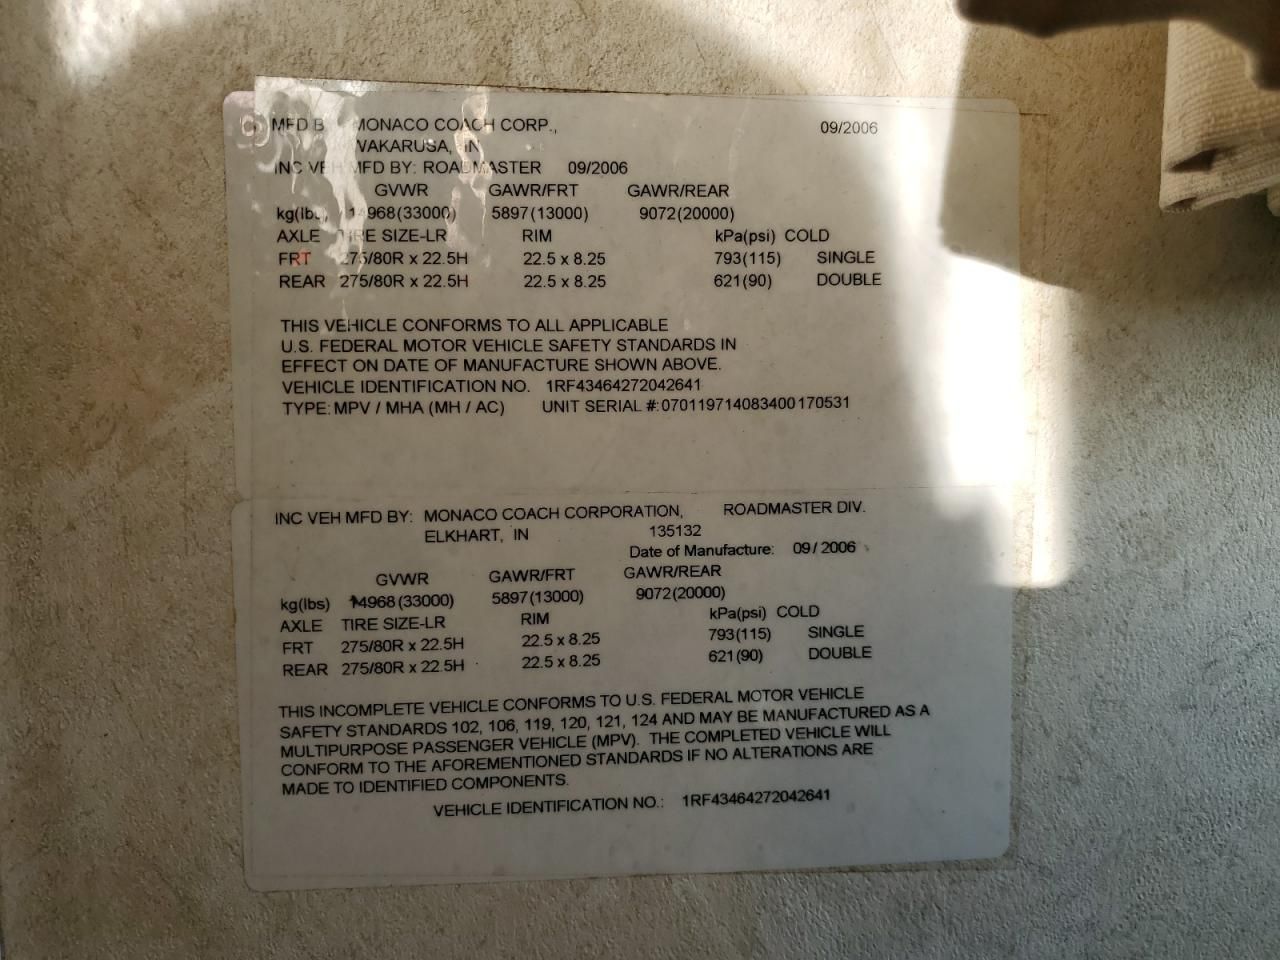 MFD B MONACO COACH CORP., 09/2006
WAKARUSA, IN
INC VEH MFD BY: ROADMASTER 09/2006
GVWR GAWR/FRT GAWR/REAR
kg(lbs) 14968(33000) 5897(13000) 9072(20000)
AXLE TIRE SIZE-LR RIM kPa(psi) COLD
FRT 275/80R x 22.5H 22.5 x 8.25 793(115) SINGLE
REAR 275/80R x 22.5H 22.5 x 8.25 621(90) DOUBLE
THIS VEHICLE CONFORMS TO ALL APPLICABLE
U.S. FEDERAL MOTOR VEHICLE SAFETY STANDARDS IN
EFFECT ON DATE OF MANUFACTURE SHOWN ABOVE.
VEHICLE IDENTIFICATION NO. 1RF43464272042641
TYPE: MPV / MHA (MH / AC) UNIT SERIAL #:070119714083400170531
INC VEH MFD BY: MONACO COACH CORPORATION, ROADMASTER DIV.
ELKHART, IN 135132
Date of Manufacture: 09/2006
GVWR GAWR/FRT GAWR/REAR
kg(lbs) 14968(33000) 5897(13000) 9072(20000)
AXLE TIRE SIZE-LR RIM kPa(psi) COLD
FRT 275/80R x 22.5H 22.5 x 8.25 793(115) SINGLE
REAR 275/80R x 22.5H 22.5 x 8.25 621(90) DOUBLE
THIS INCOMPLETE VEHICLE CONFORMS TO U.S. FEDERAL MOTOR VEHICLE
SAFETY STANDARDS 102, 106, 119, 120, 121, 124 AND MAY BE MANUFACTURED AS A
MULTIPURPOSE PASSENGER VEHICLE (MPV). THE COMPLETED VEHICLE WILL
CONFORM TO THE AFOREMENTIONED STANDARDS IF NO ALTERATIONS ARE
MADE TO IDENTIFIED COMPONENTS.
VEHICLE IDENTIFICATION NO.: 1RF43464272042641